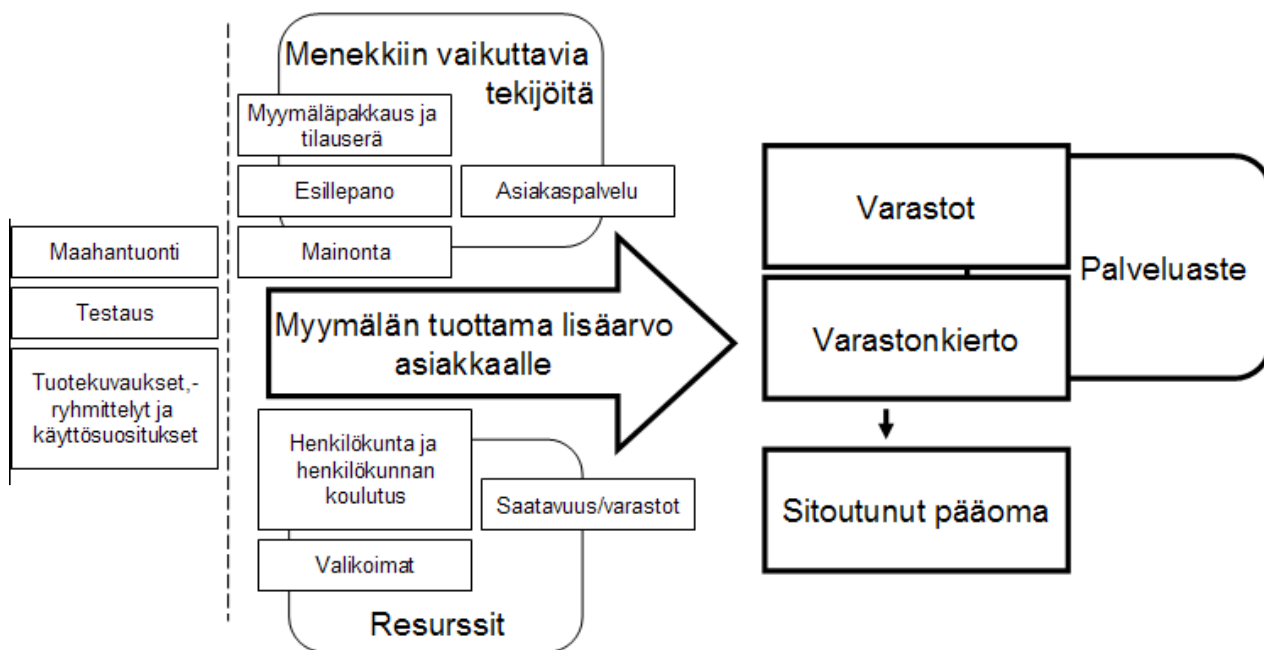 Menekkiin vaikuttavia
tekijöitä
Myymäläpakkaus ja
tilauserä
Esillepano
Asiakaspalvelu
Mainonta
Maahantuonti
Testaus
Tuotekuvaukset,-
ryhmittelyt ja
käyttösuositukset
Myymälän tuottama lisäarvo
asiakkaalle
Henkilökunta ja
henkilökunnan
koulutus
Saatavuus/varastot
Valikoimat
Resurssit
Varastot
Palveluaste
Varastonkierto
Sitoutunut pääoma